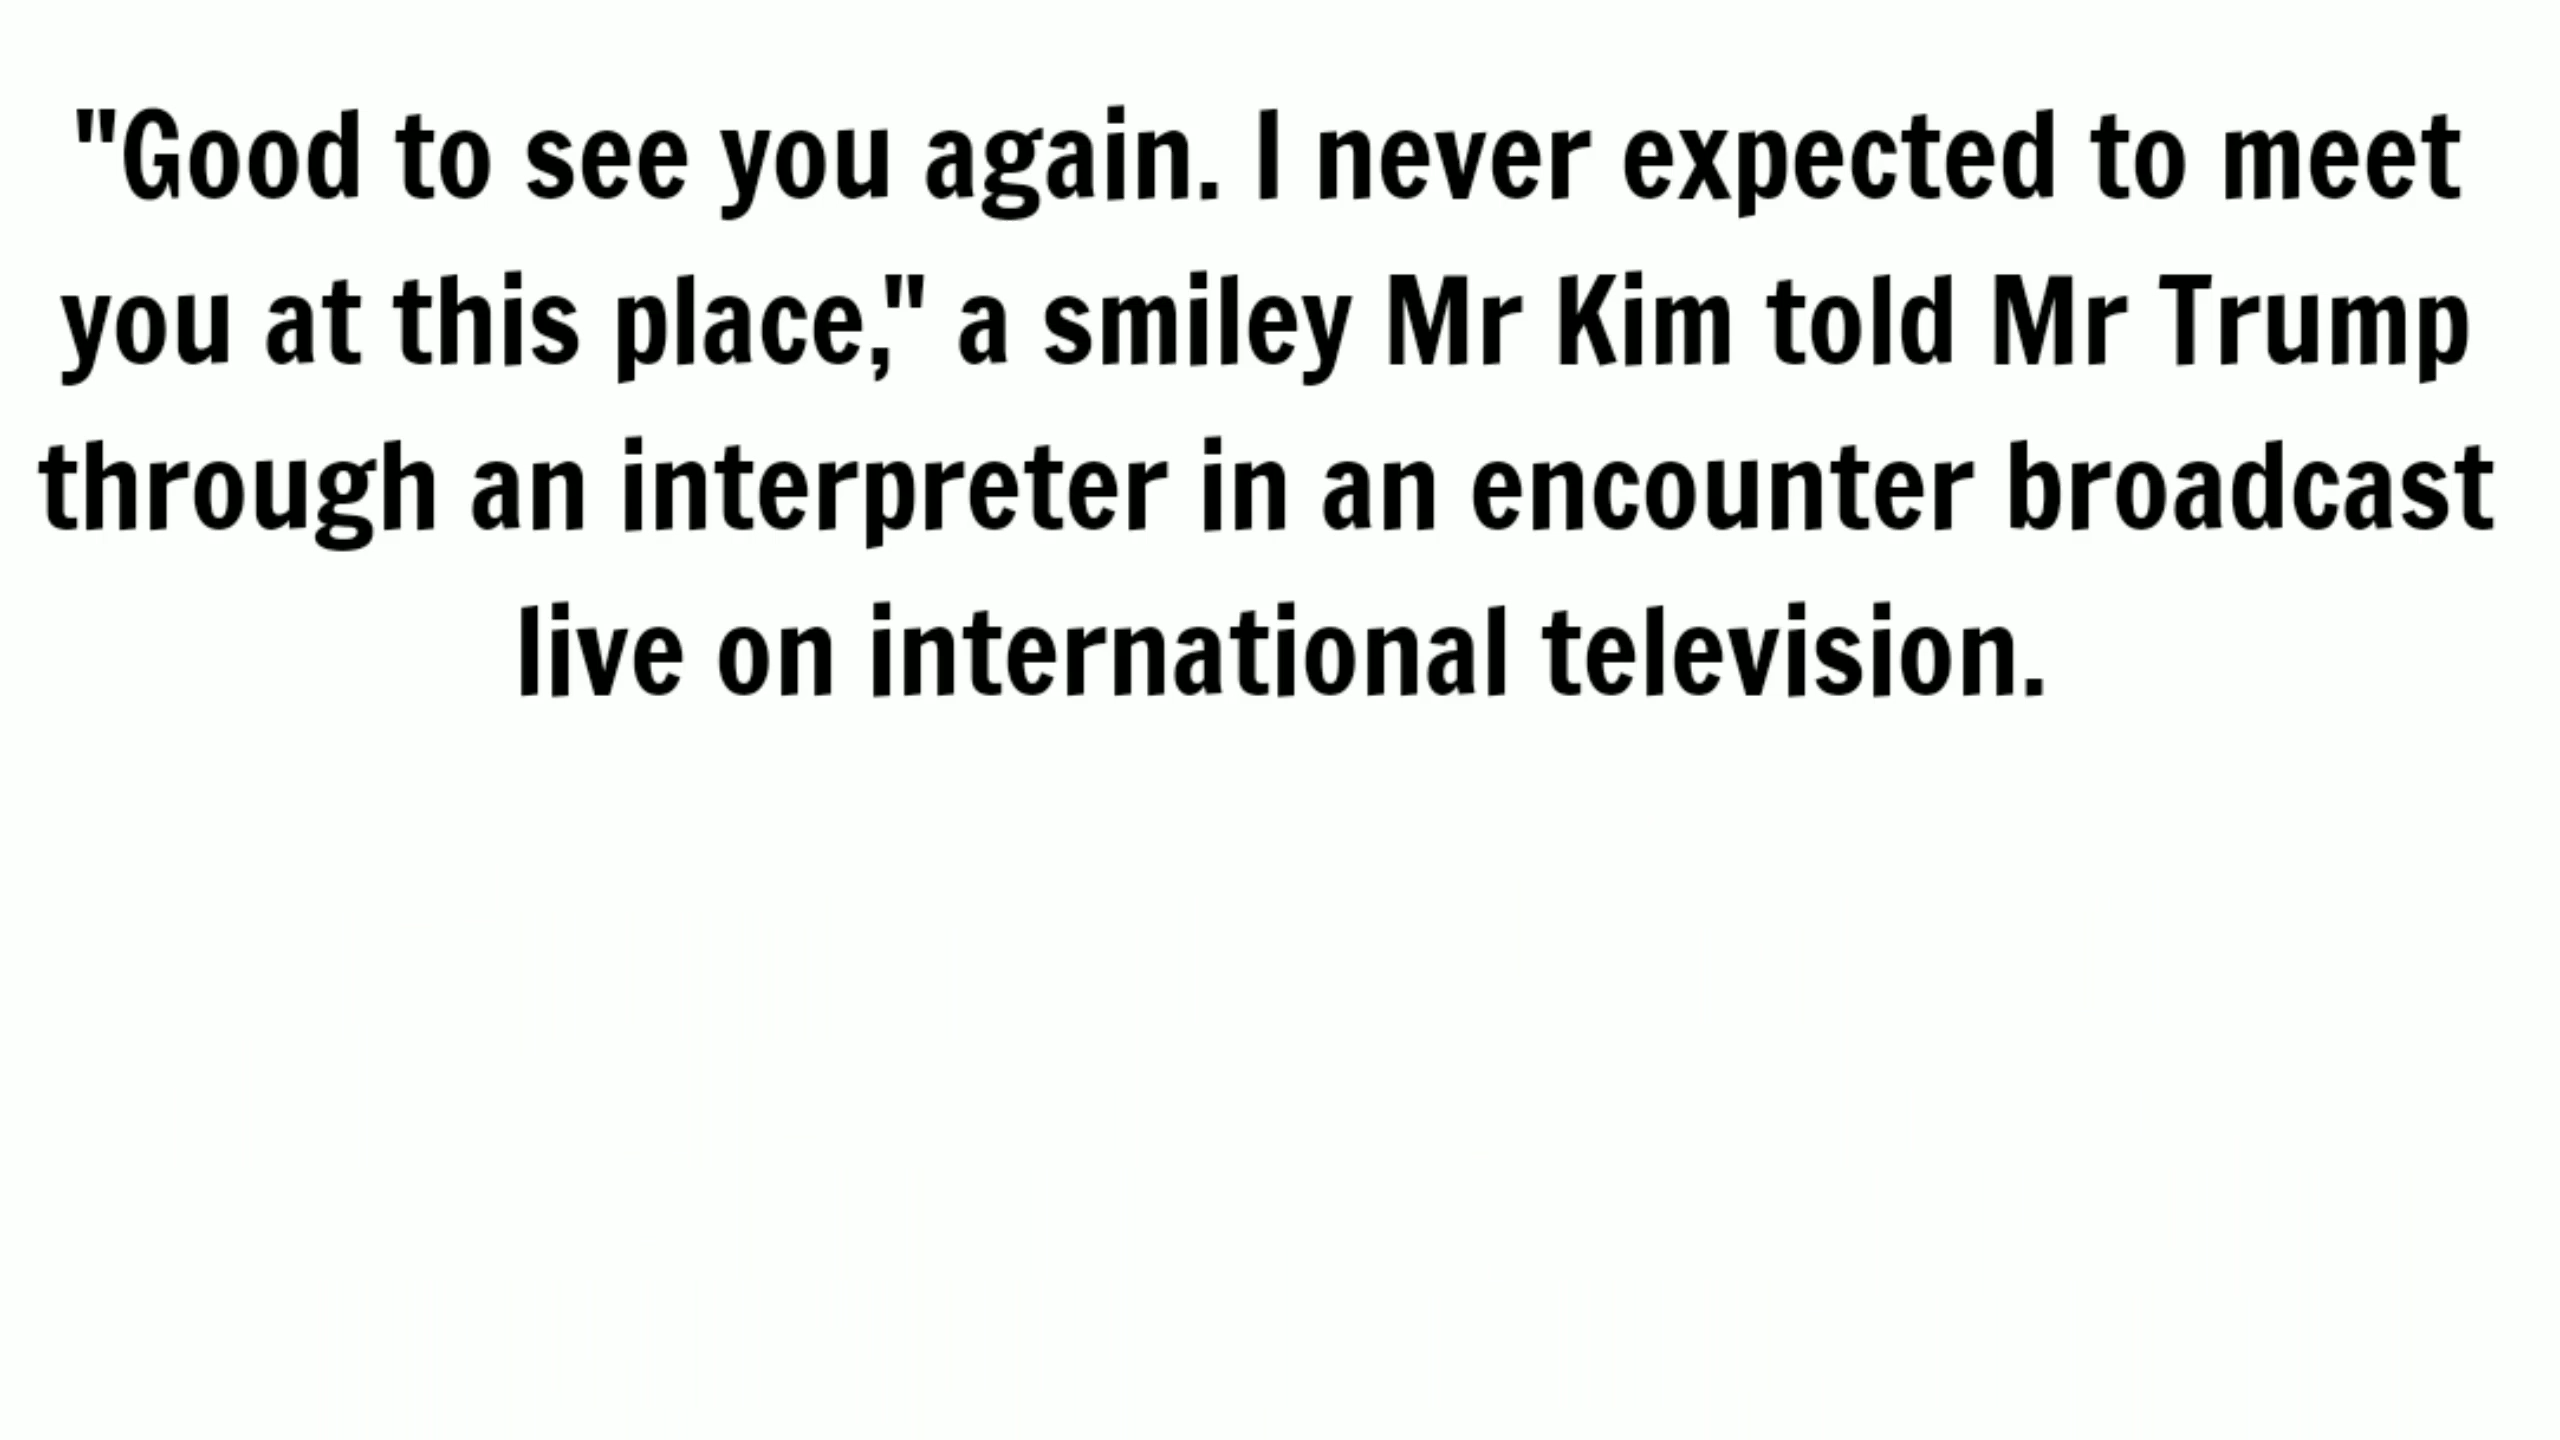 "Good to see you again. I never expected to meet
you at this place," a smiley Mr Kim told Mr Trump
through an interpreter in an encounter broadcast
live on international television.